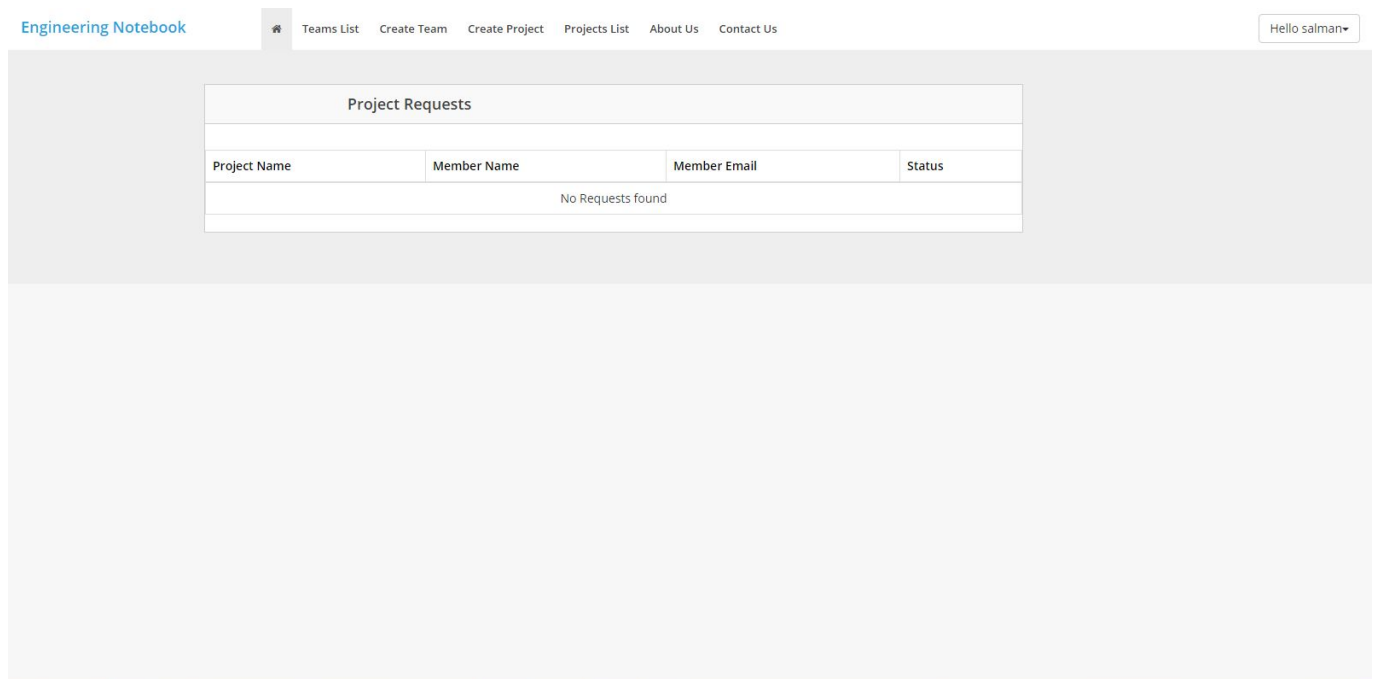 Engineering Notebook Teams List Create Team Create Project Projects List About Us Contact Us Hello salman
Project Requests
Project Name Member Name Member Email Status
No Requests found